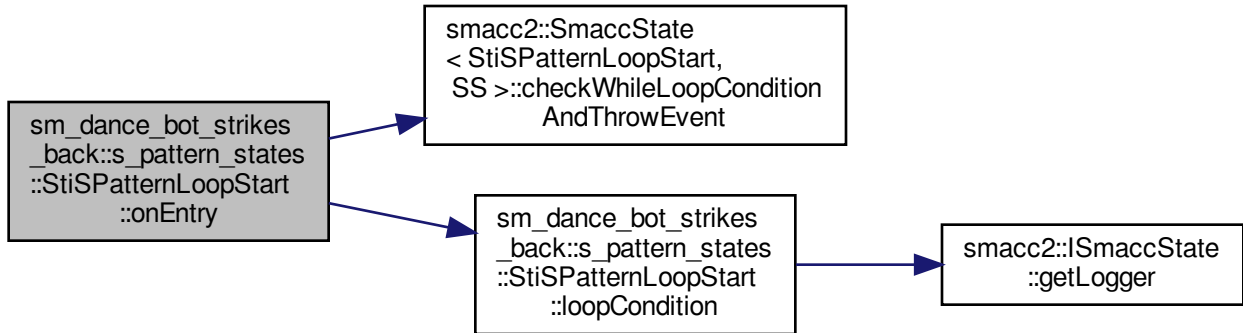 sm_dance_bot_strikes
_back::s_pattern_states
::StiSPatternLoopStart
::onEntry
smacc2::SmaccState
< StiSPatternLoopStart,
SS >::checkWhileLoopCondition
AndThrowEvent
sm_dance_bot_strikes
_back::s_pattern_states
::StiSPatternLoopStart
::loopCondition
smacc2::ISmaccState
::getLogger